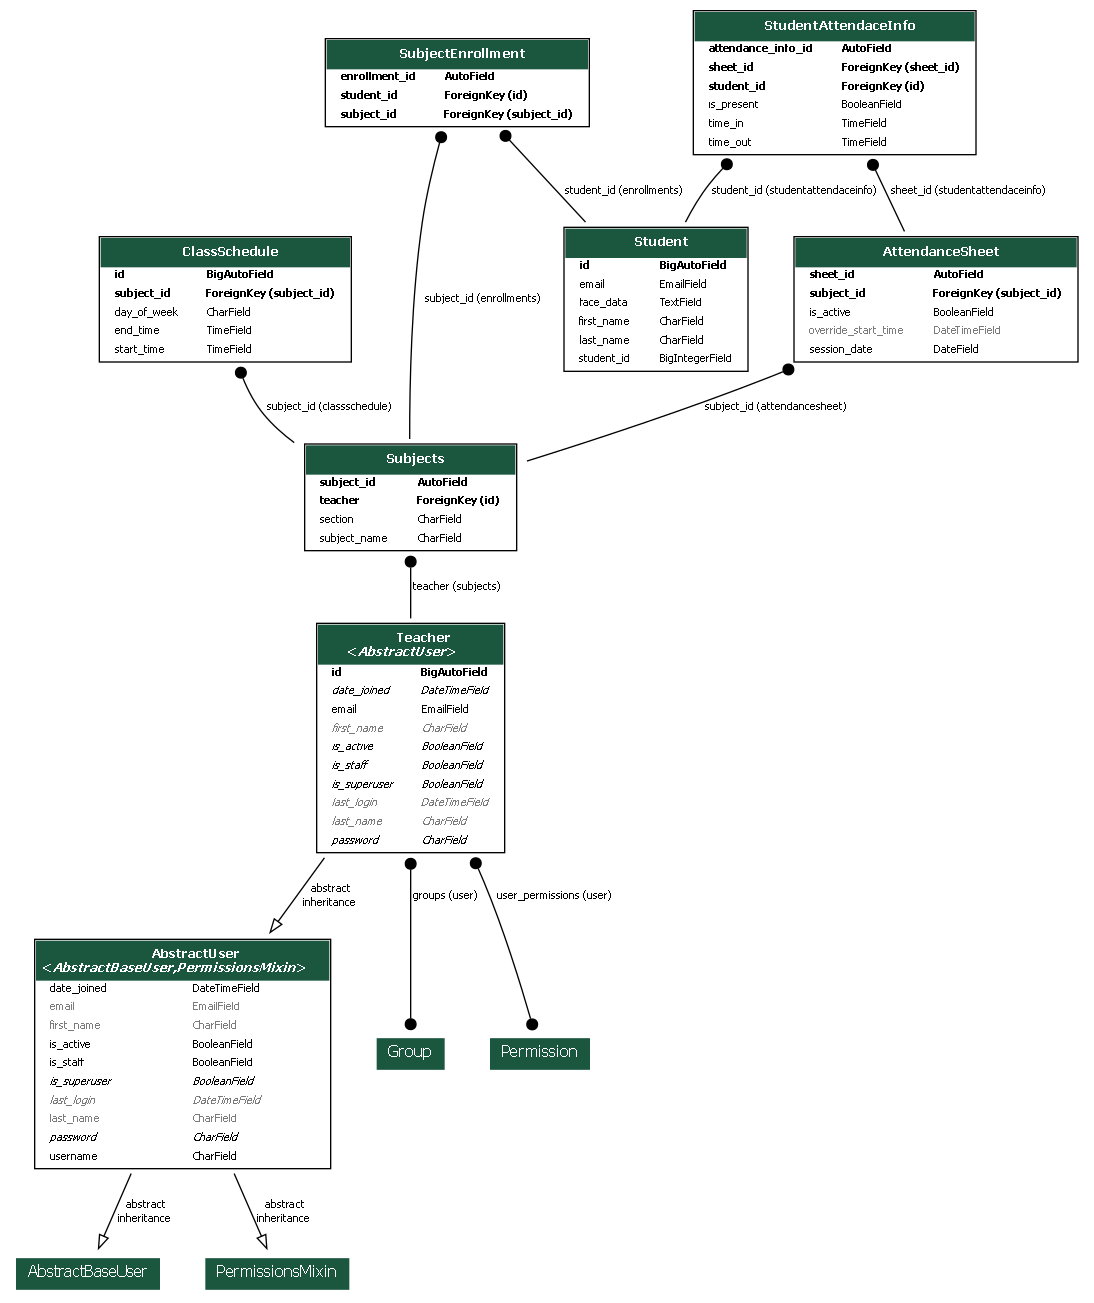 StudentAttendaceInfo
attendance_info_id AutoField
sheet_id ForeignKey (sheet_id)
student_id ForeignKey (id)
is_present BooleanField
time_in TimeField
time_out TimeField
SubjectEnrollment
enrollment_id AutoField
student_id ForeignKey (id)
subject_id ForeignKey (subject_id)
student_id (enrollments)
student_id (studentattendaceinfo)
sheet_id (studentattendaceinfo)
ClassSchedule
id BigAutoField
subject_id ForeignKey (subject_id)
day_of_week CharField
end_time TimeField
start_time TimeField
subject_id (enrollments)
Student
id BigAutoField
email EmailField
face_data TextField
first_name CharField
last_name CharField
student_id BigIntegerField
AttendanceSheet
sheet_id AutoField
subject_id ForeignKey (subject_id)
is_active BooleanField
override_start_time DateTimeField
session_date DateField
subject_id (classschedule)
subject_id (attendancesheet)
Subjects
subject_id AutoField
teacher ForeignKey (id)
section CharField
subject_name CharField
teacher (subjects)
Teacher
<AbstractUser>
id BigAutoField
date_joined DateTimeField
email EmailField
first_name CharField
is_active BooleanField
is_staff BooleanField
is_superuser BooleanField
last_login DateTimeField
last_name CharField
password CharField
abstract
inheritance
groups (user)
user_permissions (user)
AbstractUser
<AbstractBaseUser,PermissionsMixin>
date_joined DateTimeField
email EmailField
first_name CharField
is_active BooleanField
is_staff BooleanField
is_superuser BooleanField
last_login DateTimeField
last_name CharField
password CharField
username CharField
Group
Permission
abstract
inheritance
abstract
inheritance
AbstractBaseUser
PermissionsMixin